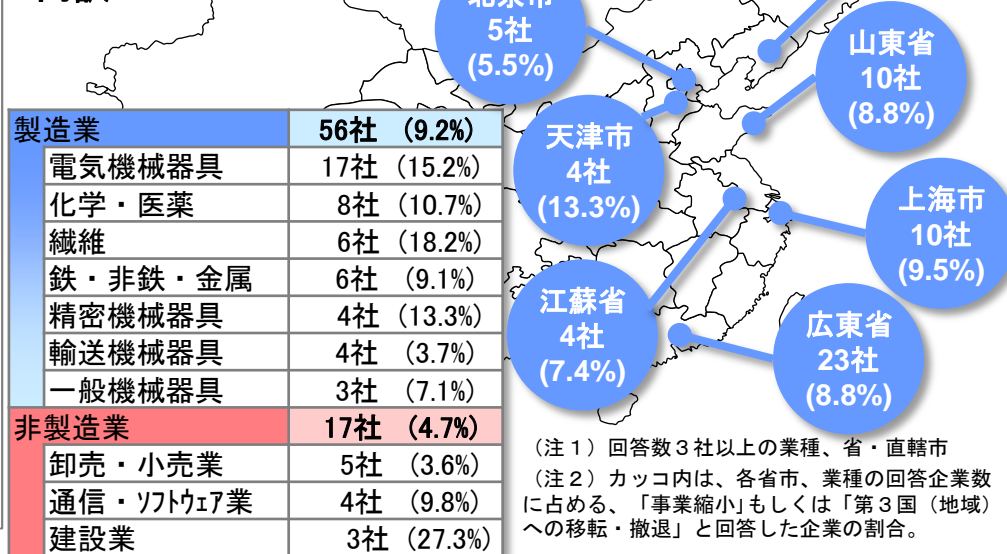 北京市
5社
(5.5%)
山東省
10社
(8.8%)
天津市
4社
(13.3%)
上海市
10社
(9.5%)
江蘇省
4社
(7.4%)
広東省
23社
(8.8%)
製造業 56社 (9.2%)
電気機械器具 17社 (15.2%)
化学・医薬 8社 (10.7%)
繊維 6社 (18.2%)
鉄・非鉄・金属 6社 (9.1%)
精密機械器具 4社 (13.3%)
輸送機械器具 4社 (3.7%)
一般機械器具 3社 (7.1%)
非製造業 17社 (4.7%)
卸売・小売業 5社 (3.6%)
通信・ソフトウェア業 4社 (9.8%)
建設業 3社 (27.3%)
（注１）回答数３社以上の業種、省・直轄市
（注２）カッコ内は、各省市、業種の回答企業数
に占める、「事業縮小」もしくは「第３国（地域）
への移転・撤退」と回答した企業の割合。